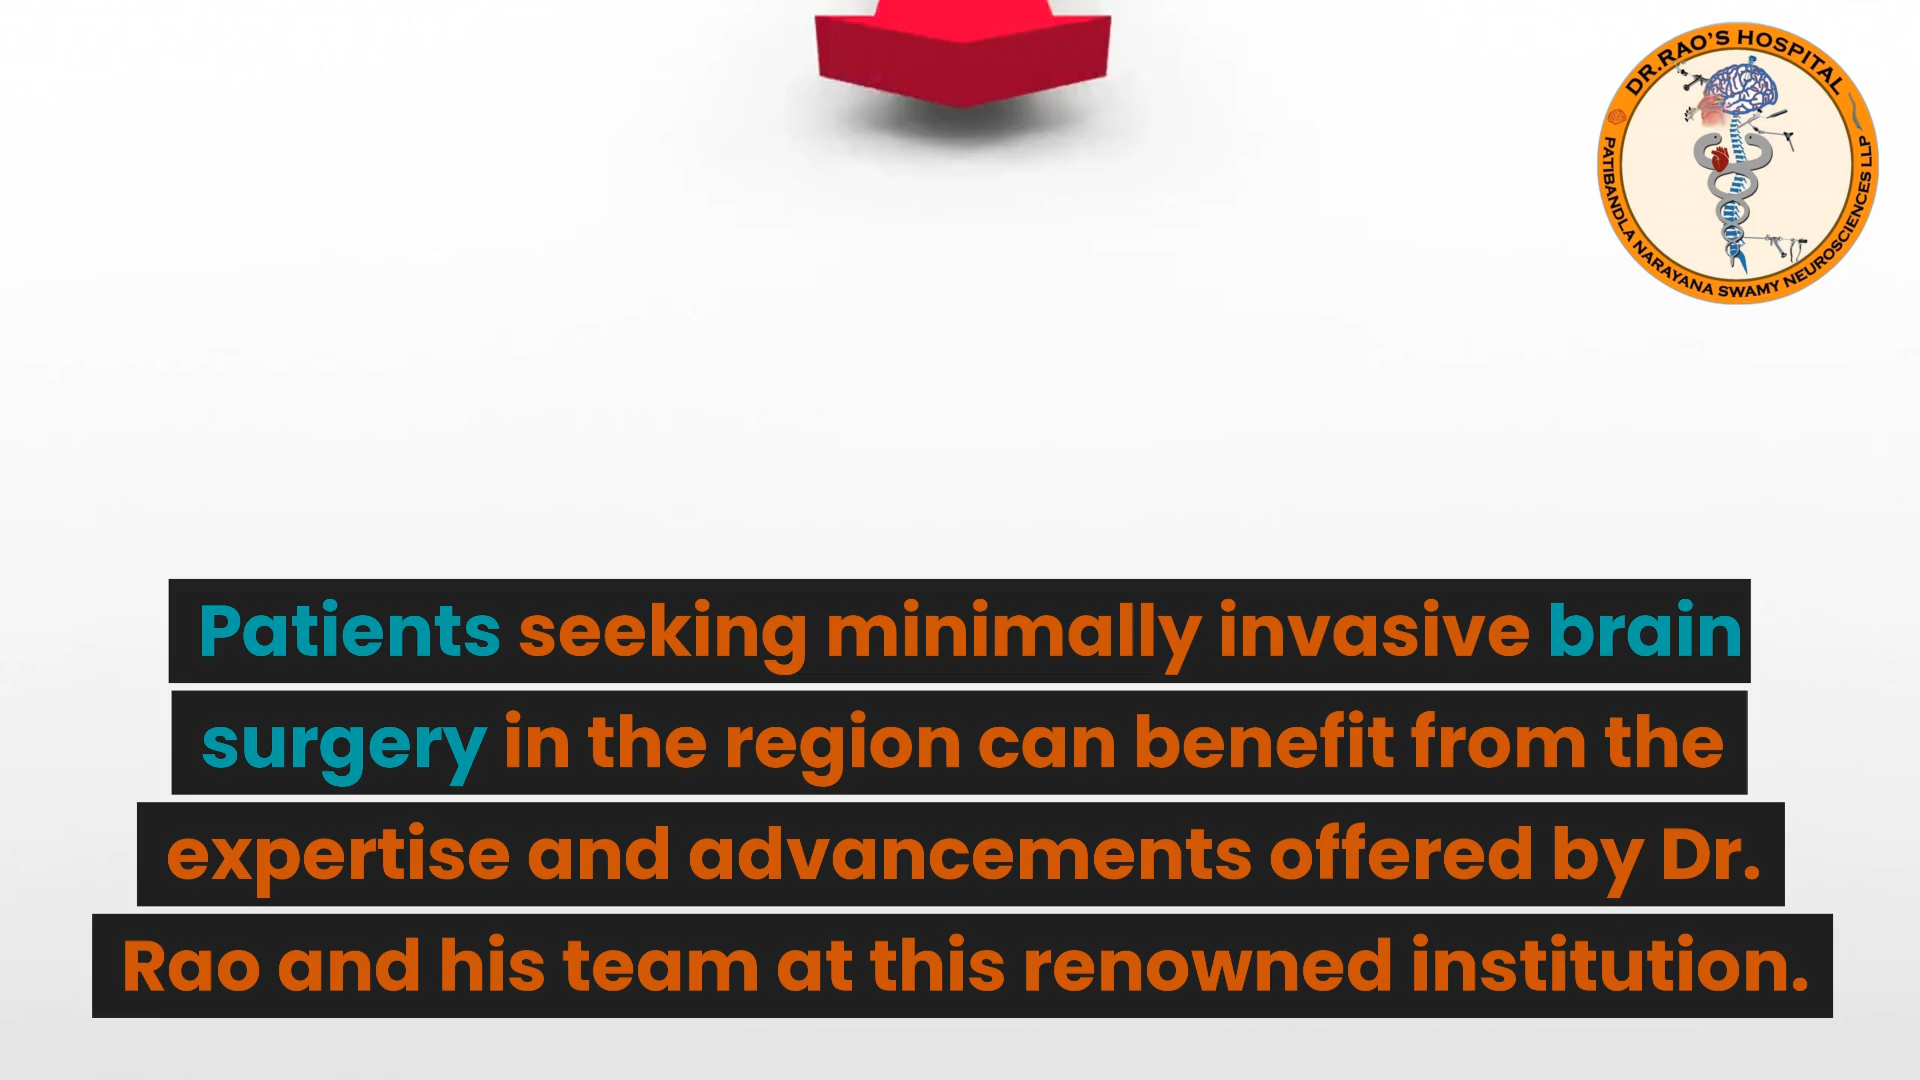 DR.RAO'S HOSPITAL
PATIBANDLA NARAYANA SWAMY NEUROSCIENCES LLP
Patients seeking minimally invasive brain
surgery in the region can benefit from the
expertise and advancements offered by Dr.
Rao and his team at this renowned institution.